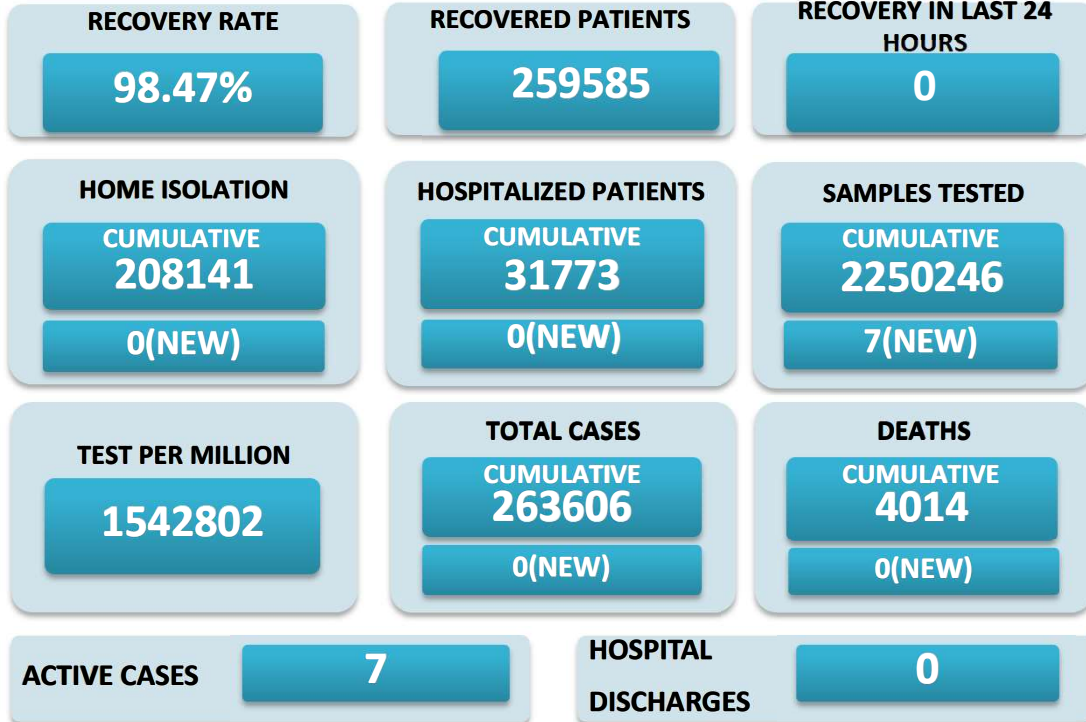 RECOVERY RATE
98.47%
RECOVERED PATIENTS
259585
RECOVERY IN LAST 24
HOURS
0
HOME ISOLATION
CUMULATIVE
208141
0(NEW)
HOSPITALIZED PATIENTS
CUMULATIVE
31773
0(NEW)
SAMPLES TESTED
CUMULATIVE
2250246
7(NEW)
TEST PER MILLION
1542802
TOTAL CASES
CUMULATIVE
263606
0(NEW)
DEATHS
CUMULATIVE
4014
0(NEW)
ACTIVE CASES
7
HOSPITAL
DISCHARGES
0